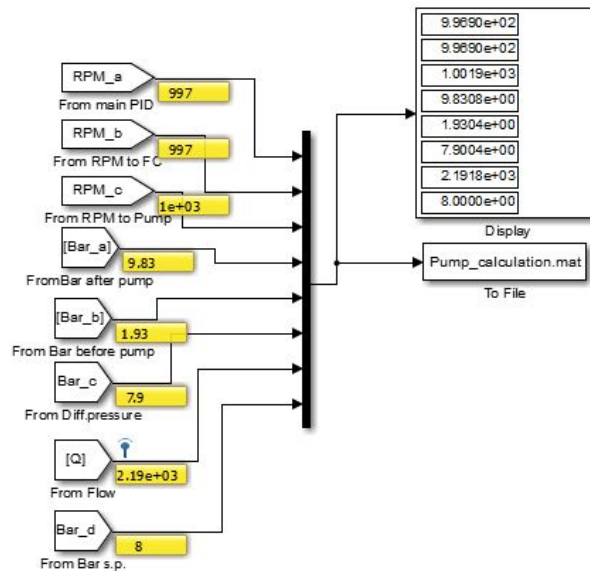 9.9690e+02
9.9690e+02
1.0019e+03
9.8308e+00
1.9304e+00
7.9004e+00
2.1918e+03
8.0000e+00
Display
RPM_a
997
From main PID
RPM_b
997
From RPM to FC
RPM_c
1e+03
From RPM to Pump
[Bar_a]
9.83
FromBar after pump
Pump_calculation.mat
To File
[Bar_b]
1.93
From Bar before pump
Bar_c
7.9
From Diff.pressure
[Q]
2.19e+03
From Flow
Bar_d
8
From Bar s.p.